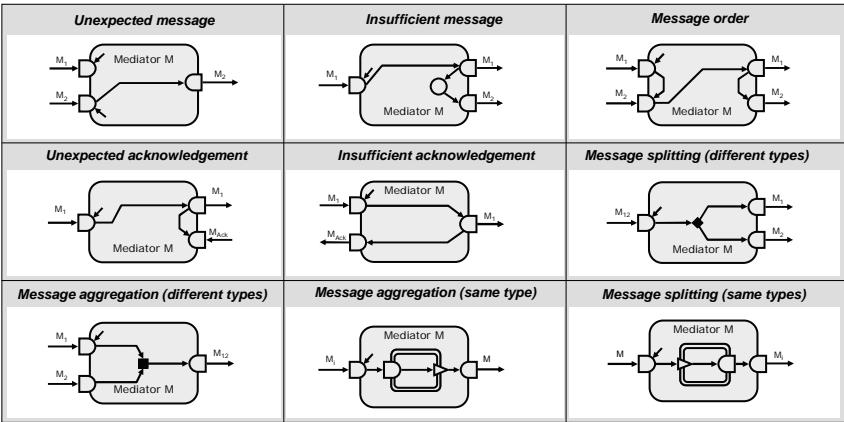 Unexpected message
Insufficient message
Message order
M1
Mediator M
M2
M2
M1
M1
M2
Mediator M
M1
M1
M2
M2
Mediator M
Unexpected acknowledgement
Insufficient acknowledgement
Message splitting (different types)
M1
M1
MAck
Mediator M
Mediator M
M1
M1
MAck
M12
M1
M2
Mediator M
Message aggregation (different types)
Message aggregation (same type)
Message splitting (same types)
M1
M12
M2
Mediator M
Mediator M
Mi
M
Mediator M
M
Mi